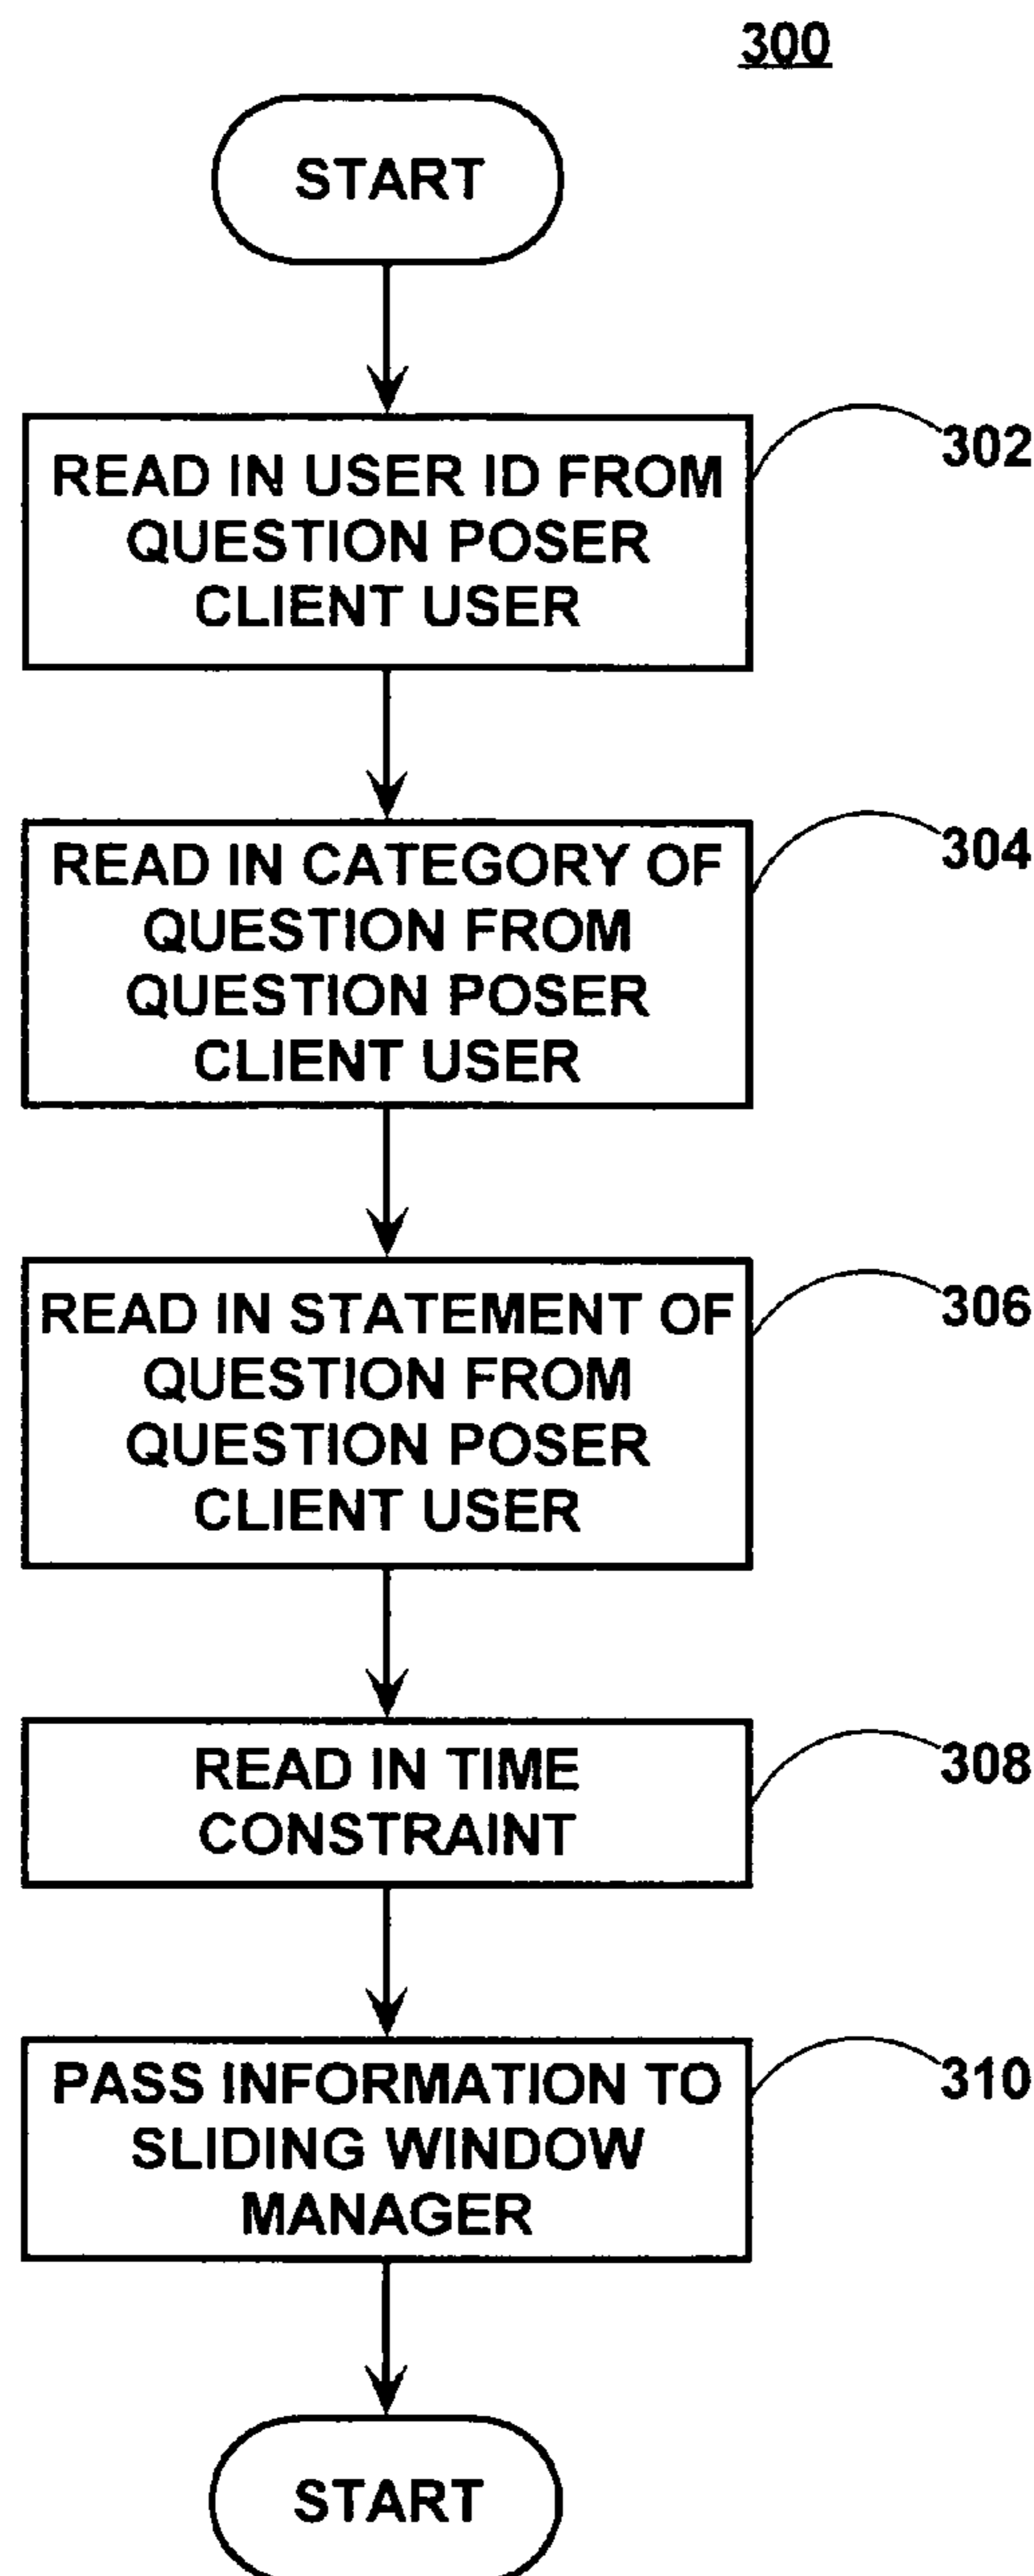 300
START
READ IN USER ID FROM
QUESTION POSER
CLIENT USER
302
READ IN CATEGORY OF
QUESTION FROM
QUESTION POSER
CLIENT USER
304
READ IN STATEMENT OF
QUESTION FROM
QUESTION POSER
CLIENT USER
306
READ IN TIME
CONSTRAINT
308
PASS INFORMATION TO
SLIDING WINDOW
MANAGER
310
START